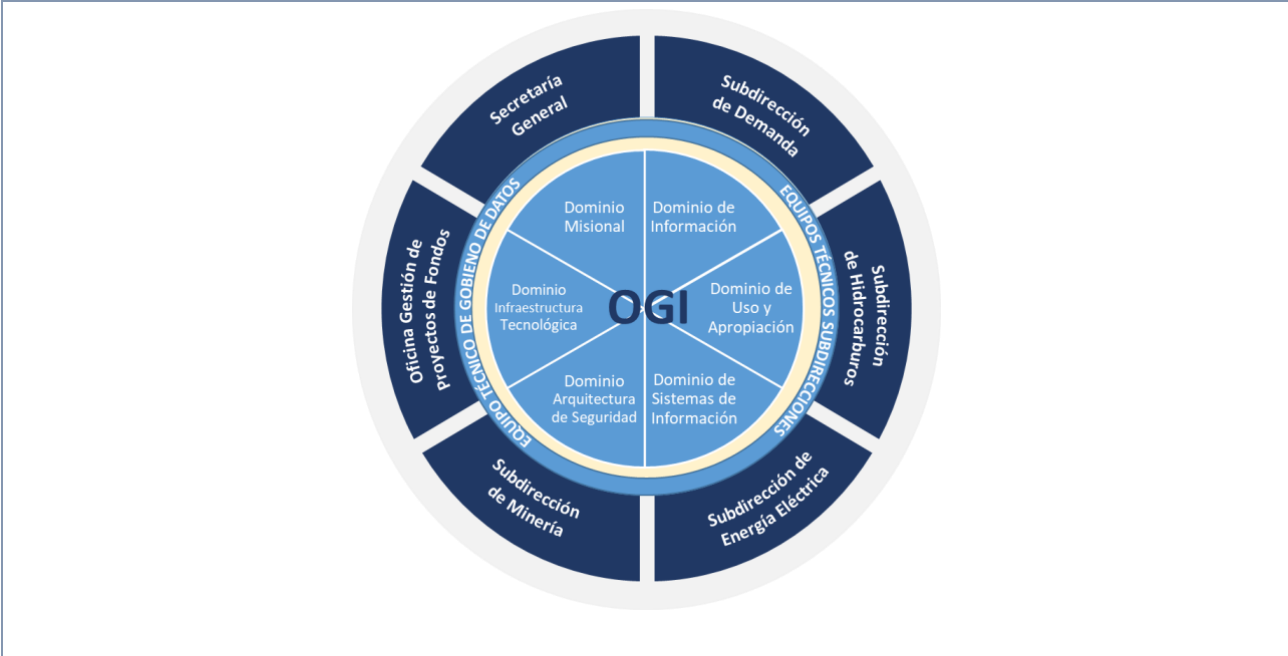 Secretaría
General
Subdirección
de Demanda
Subdirección
de Hidrocarburos
Subdirección de
Energía Eléctrica
Subdirección
de Minería
Oficina Gestión de
Proyectos de Fondos
EQUIPO TÉCNICO DE GOBIENO DE DATOS
EQUIPOS TÉCNICOS SUBDIRECCIONES
Dominio
Misional
Dominio de
Información
Dominio de
Uso y
Apropiación
Dominio de
Sistemas de
Información
Dominio
Arquitectura
de Seguridad
Dominio
Infraestructura
Tecnológica
OGI